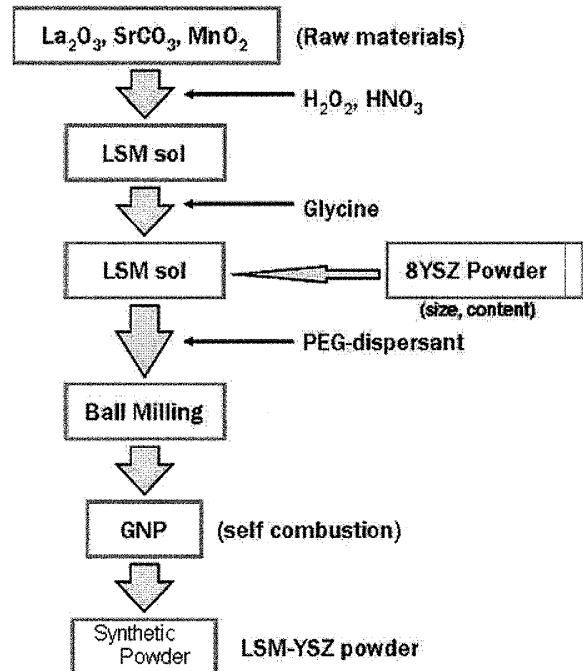 La₂O₃, SrCO₃, MnO₂ (Raw materials)
H₂O₂, HNO₃
LSM sol
Glycine
LSM sol
8YSZ Powder
(size, content)
PEG-dispersant
Ball Milling
GNP (self combustion)
Synthetic
Powder
LSM-YSZ powder